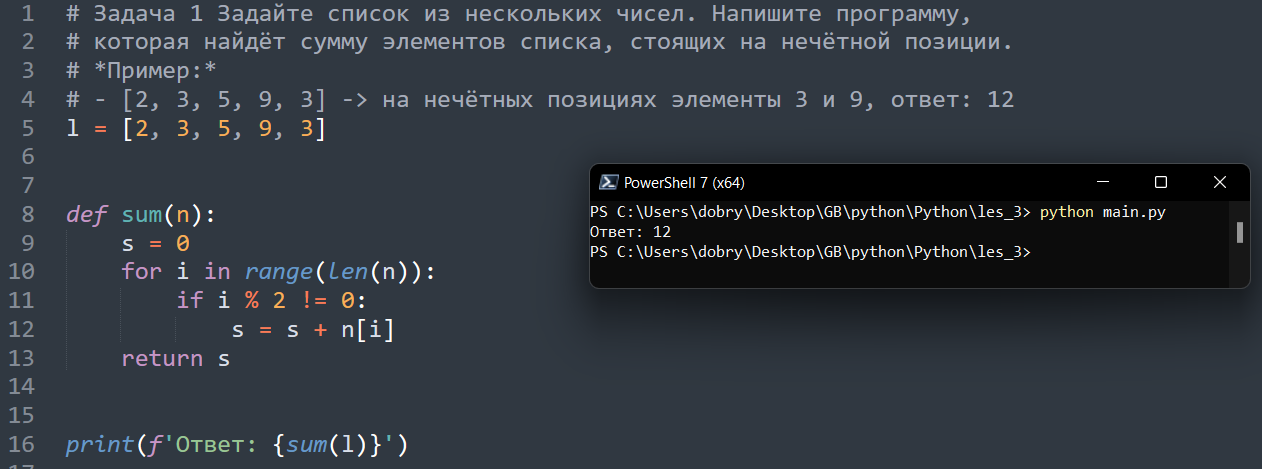 1 # Задача 1 Задайте список из нескольких чисел. Напишите программу,
2 # которая найдёт сумму элементов списка, стоящих на нечётной позиции.
3 # *Пример:*
4 # - [2, 3, 5, 9, 3] -> на нечётных позициях элементы 3 и 9, ответ: 12
5 l = [2, 3, 5, 9, 3]
6
7
8 def sum(n):
9     s = 0
10     for i in range(len(n)):
11         if i % 2 != 0:
12             s = s + n[i]
13     return s
14
15
16 print(f'Ответ: {sum(l)}')
PowerShell 7 (x64)
PS C:\Users\dobry\Desktop\GB\python\Python\les_3> python main.py
Ответ: 12
PS C:\Users\dobry\Desktop\GB\python\Python\les_3>